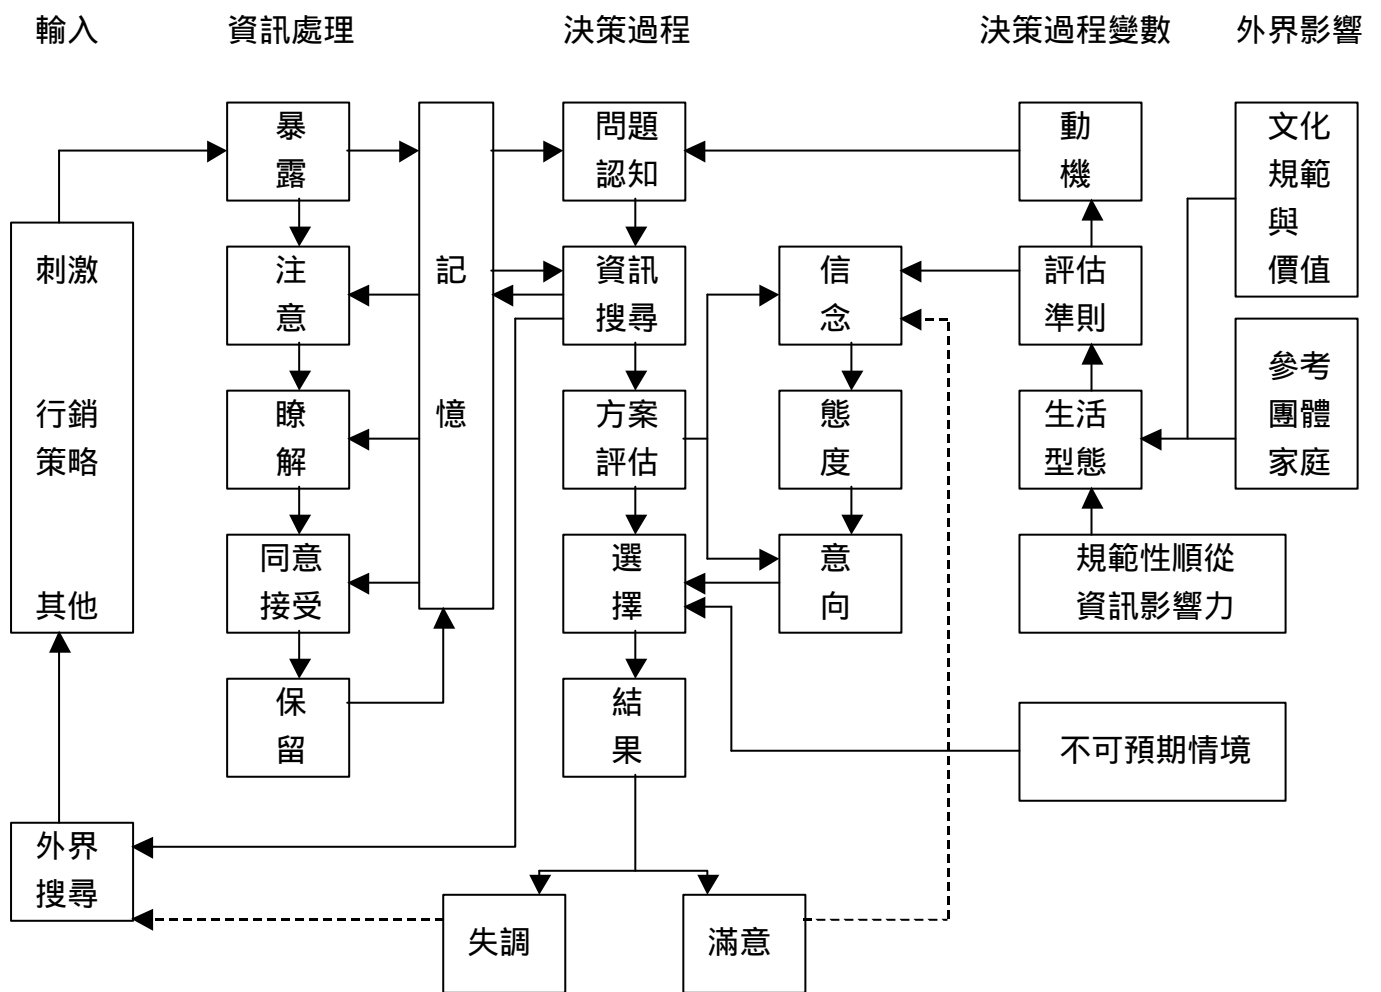 輸入
資訊處理
決策過程
決策過程變數
外界影響
刺激
行銷
策略
其他
外界
搜尋
暴
露
注
意
瞭
解
同意
接受
保
留
記
憶
問題
認知
資訊
搜尋
方案
評估
選
擇
結
果
失調
滿意
信
念
態
度
意
向
動
機
評估
準則
生活
型態
規範性順從
資訊影響力
不可預期情境
文化
規範
與
價值
參考
團體
家庭